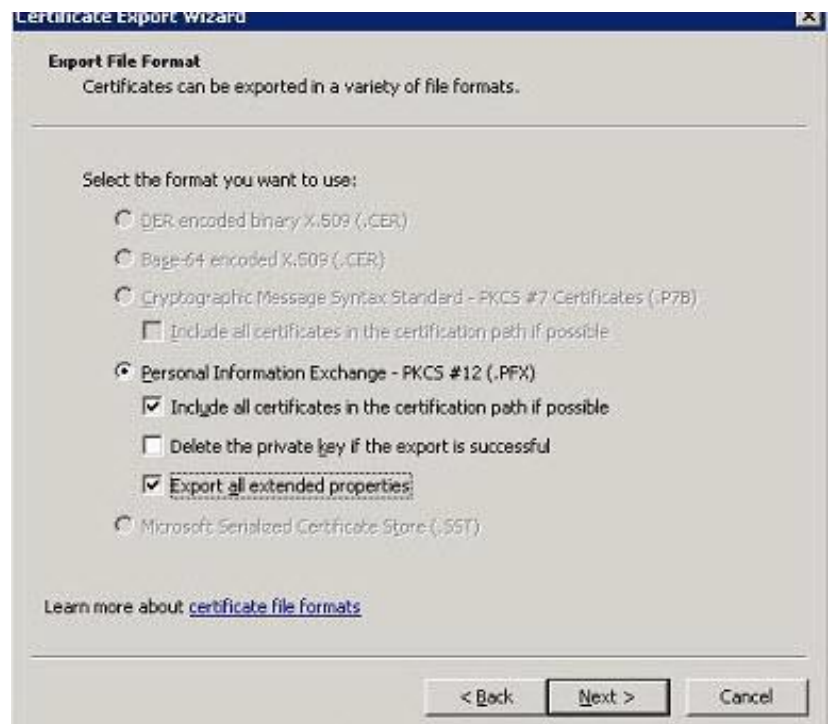 Certificate Export Wizard
Export File Format
Certificates can be exported in a variety of file formats.
Select the format you want to use:
DER encoded binary X.509 (.CER)
Base-64 encoded X.509 (.CER)
Cryptographic Message Syntax Standard - PKCS #7 Certificates (.P7B)
Include all certificates in the certification path if possible
Personal Information Exchange - PKCS #12 (.PFX)
Include all certificates in the certification path if possible
Delete the private key if the export is successful
Export all extended properties
Microsoft Serialized Certificate Store (.SST)
Learn more about certificate file formats
< Back Next > Cancel